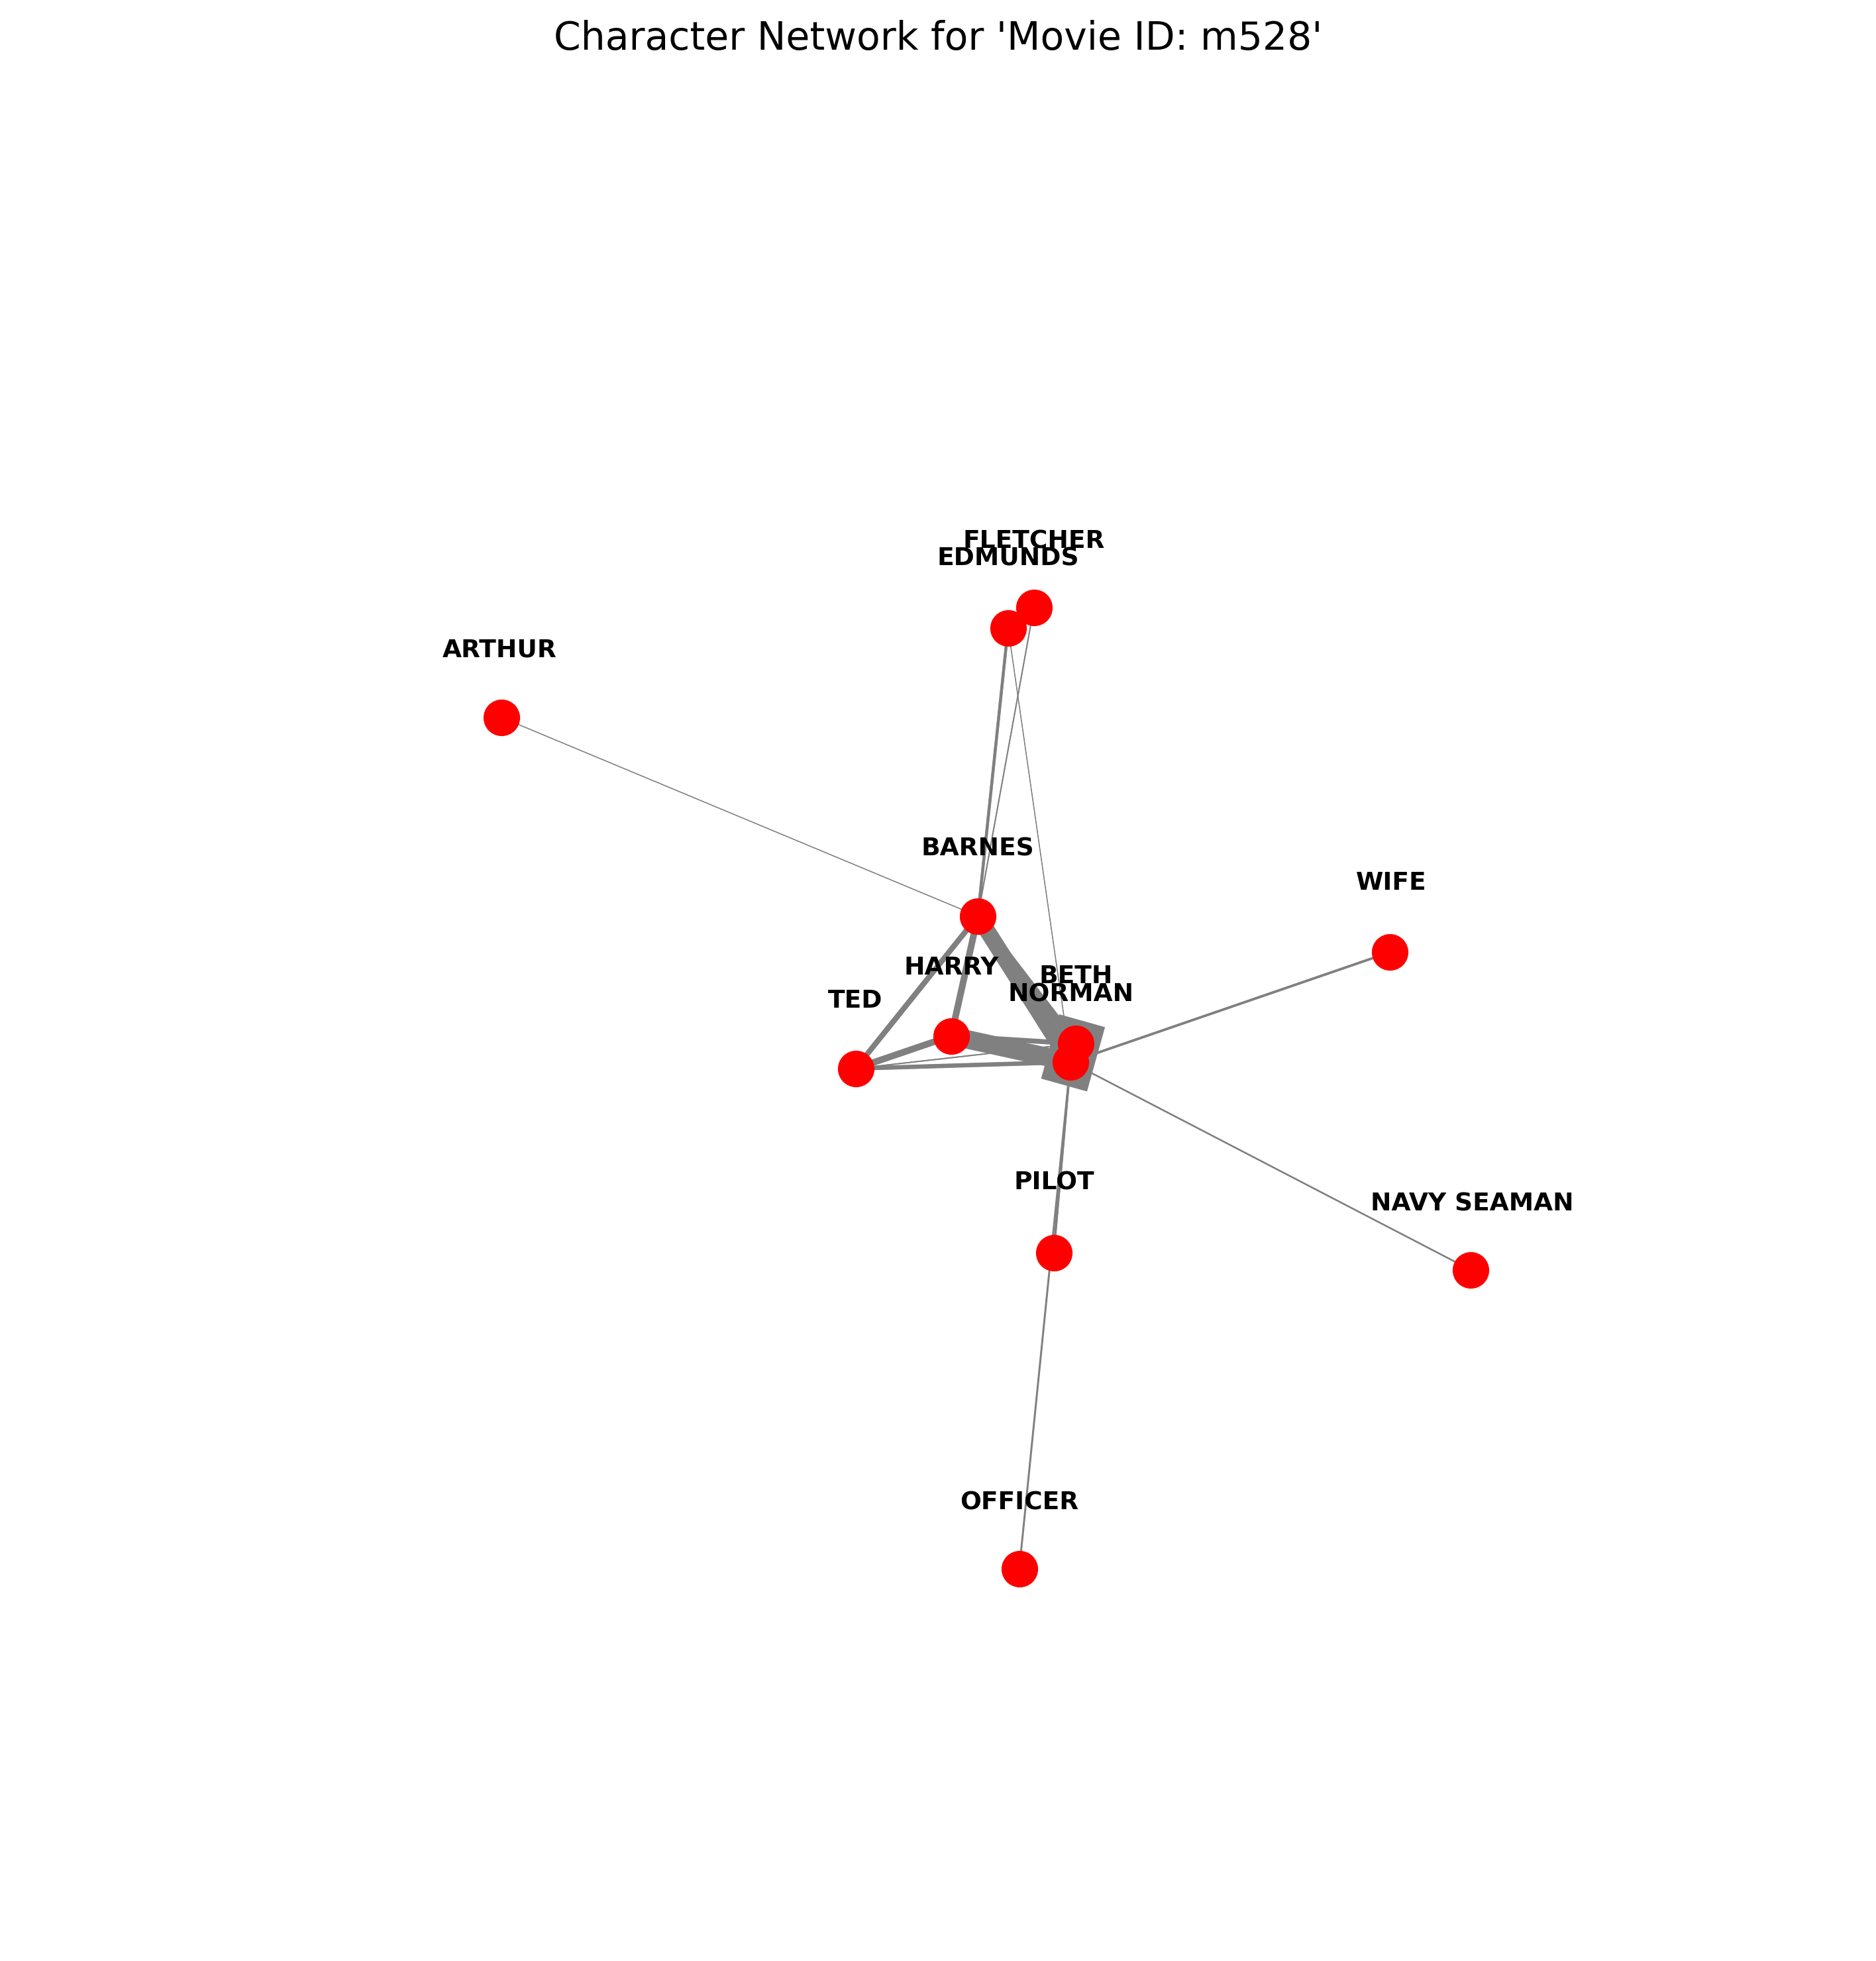 Character Network for 'Movie ID: m528'
FLETCHER
EDMUNDS
ARTHUR
BARNES
WIFE
HARRY
BETH
NORMAN
TED
PILOT
NAVY SEAMAN
OFFICER